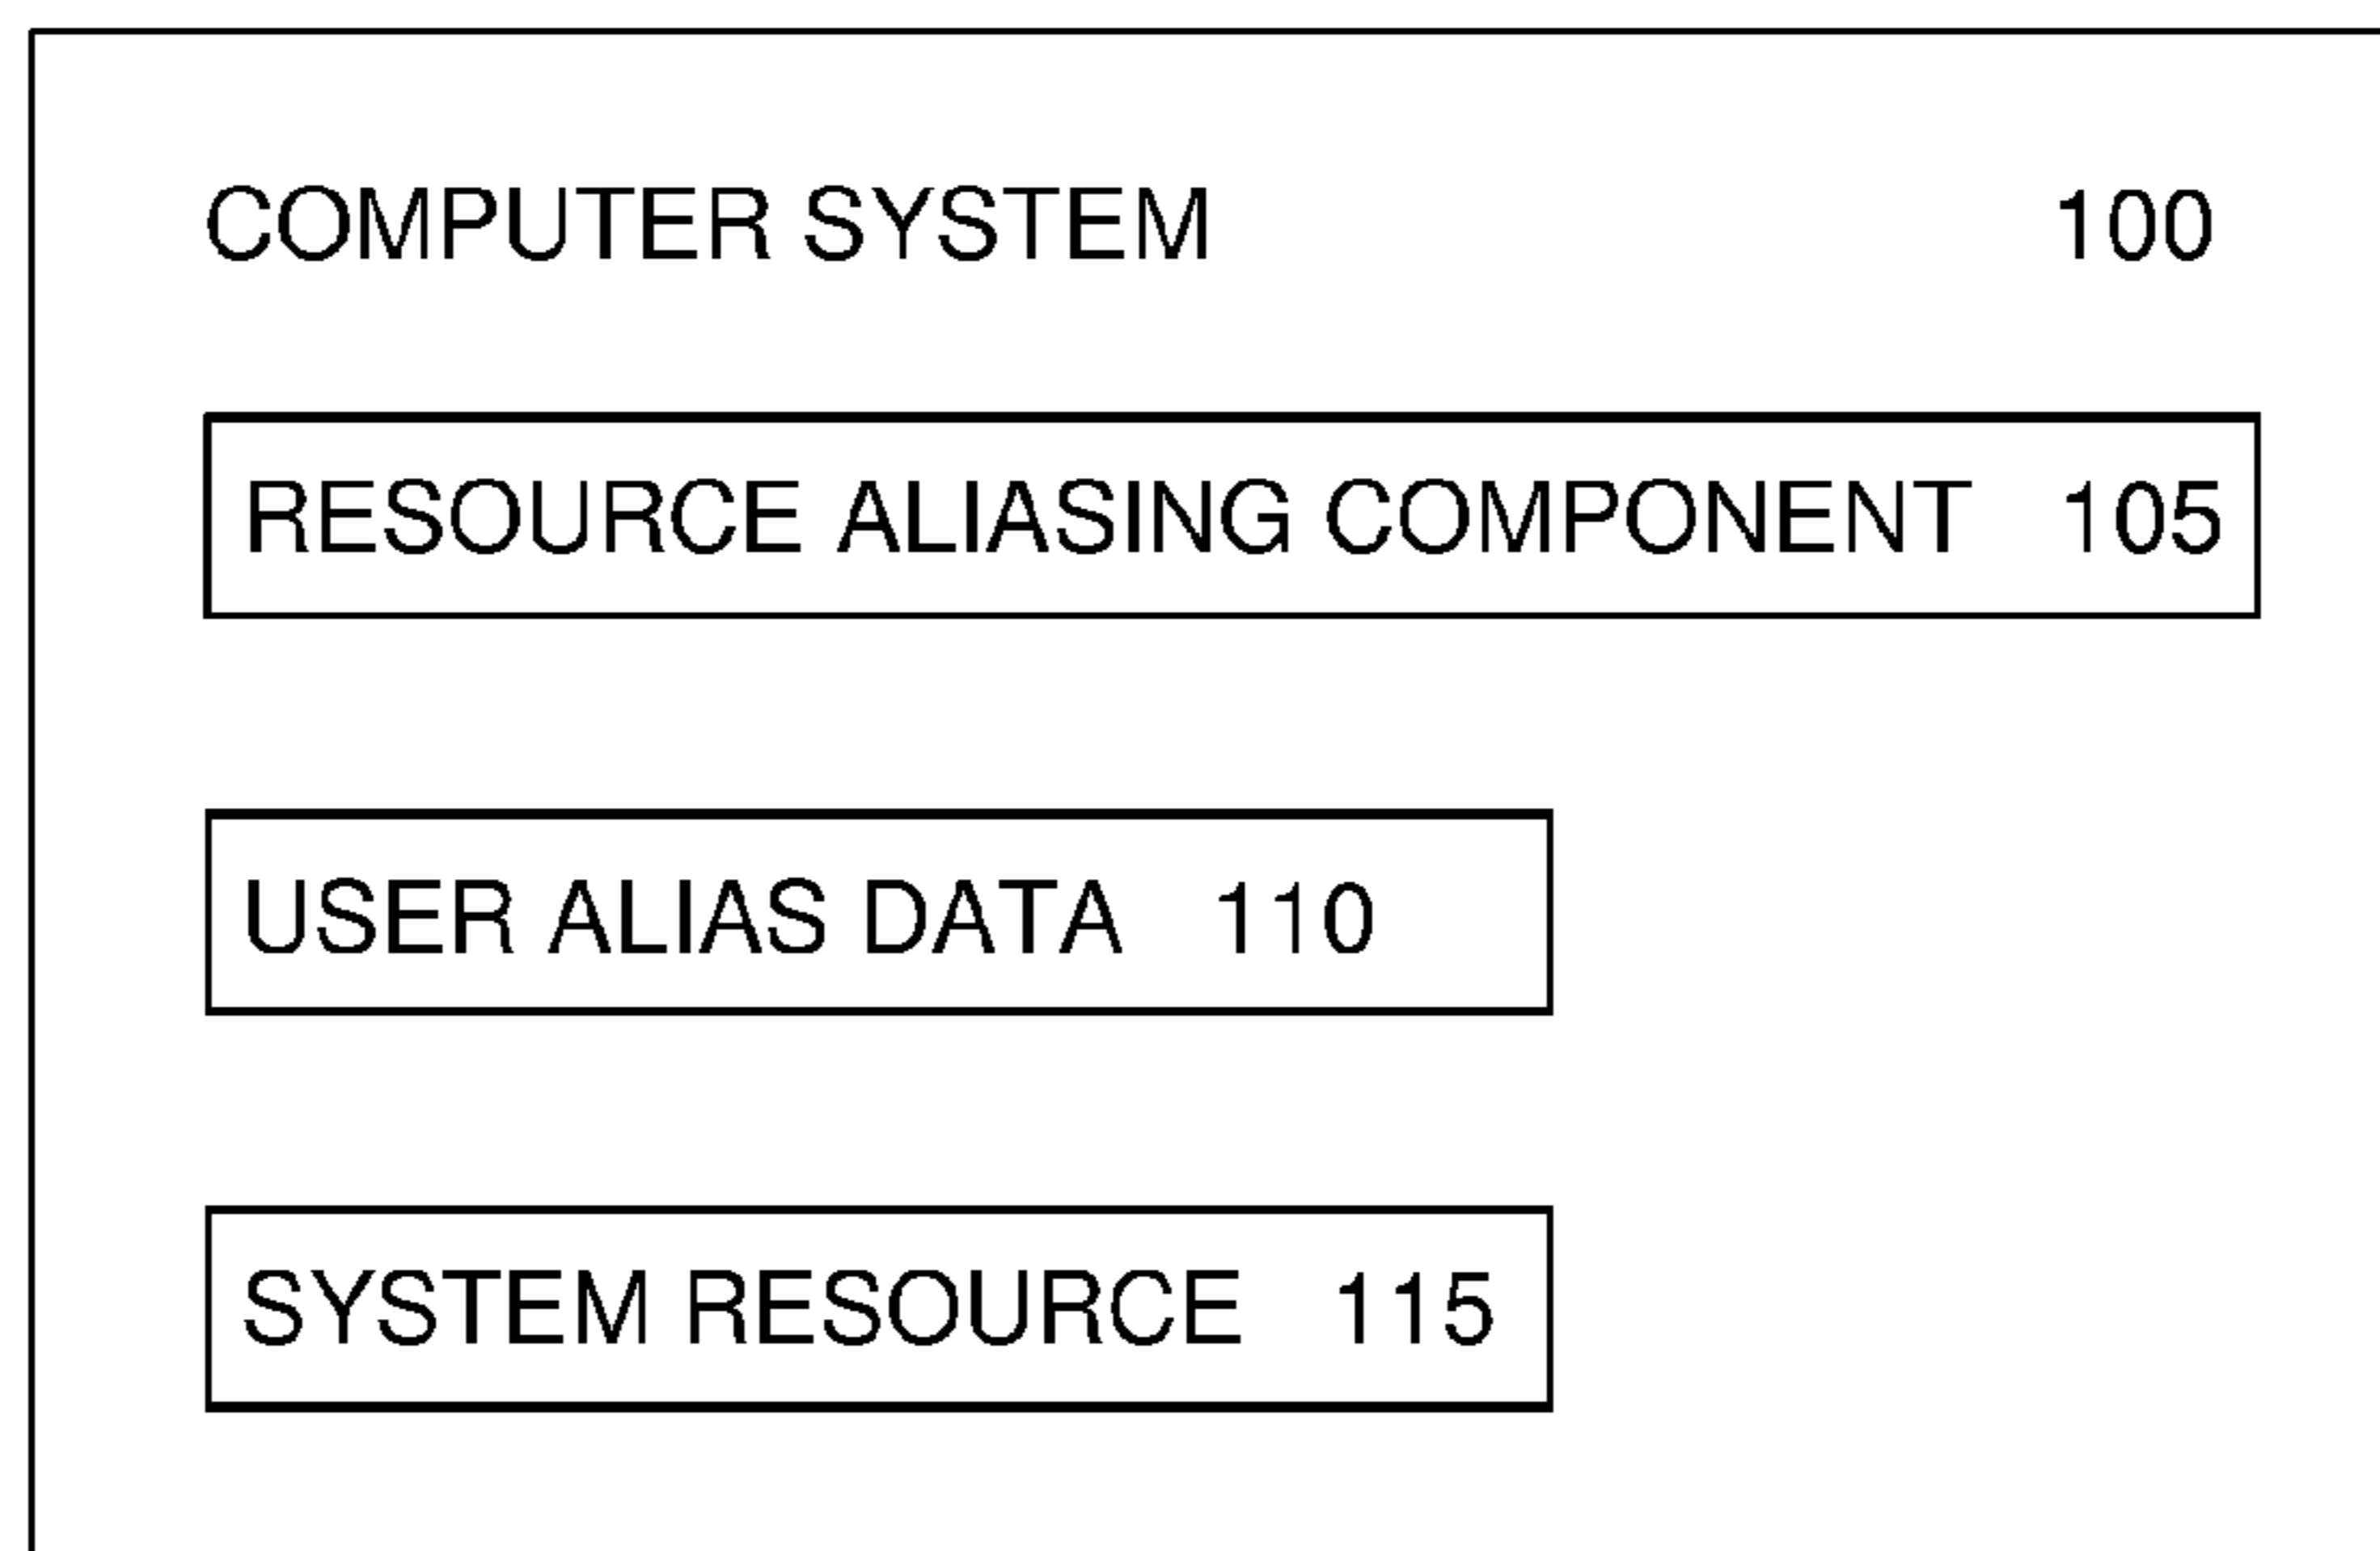 COMPUTER SYSTEM 100
RESOURCE ALIASING COMPONENT 105
USER ALIAS DATA 110
SYSTEM RESOURCE 115